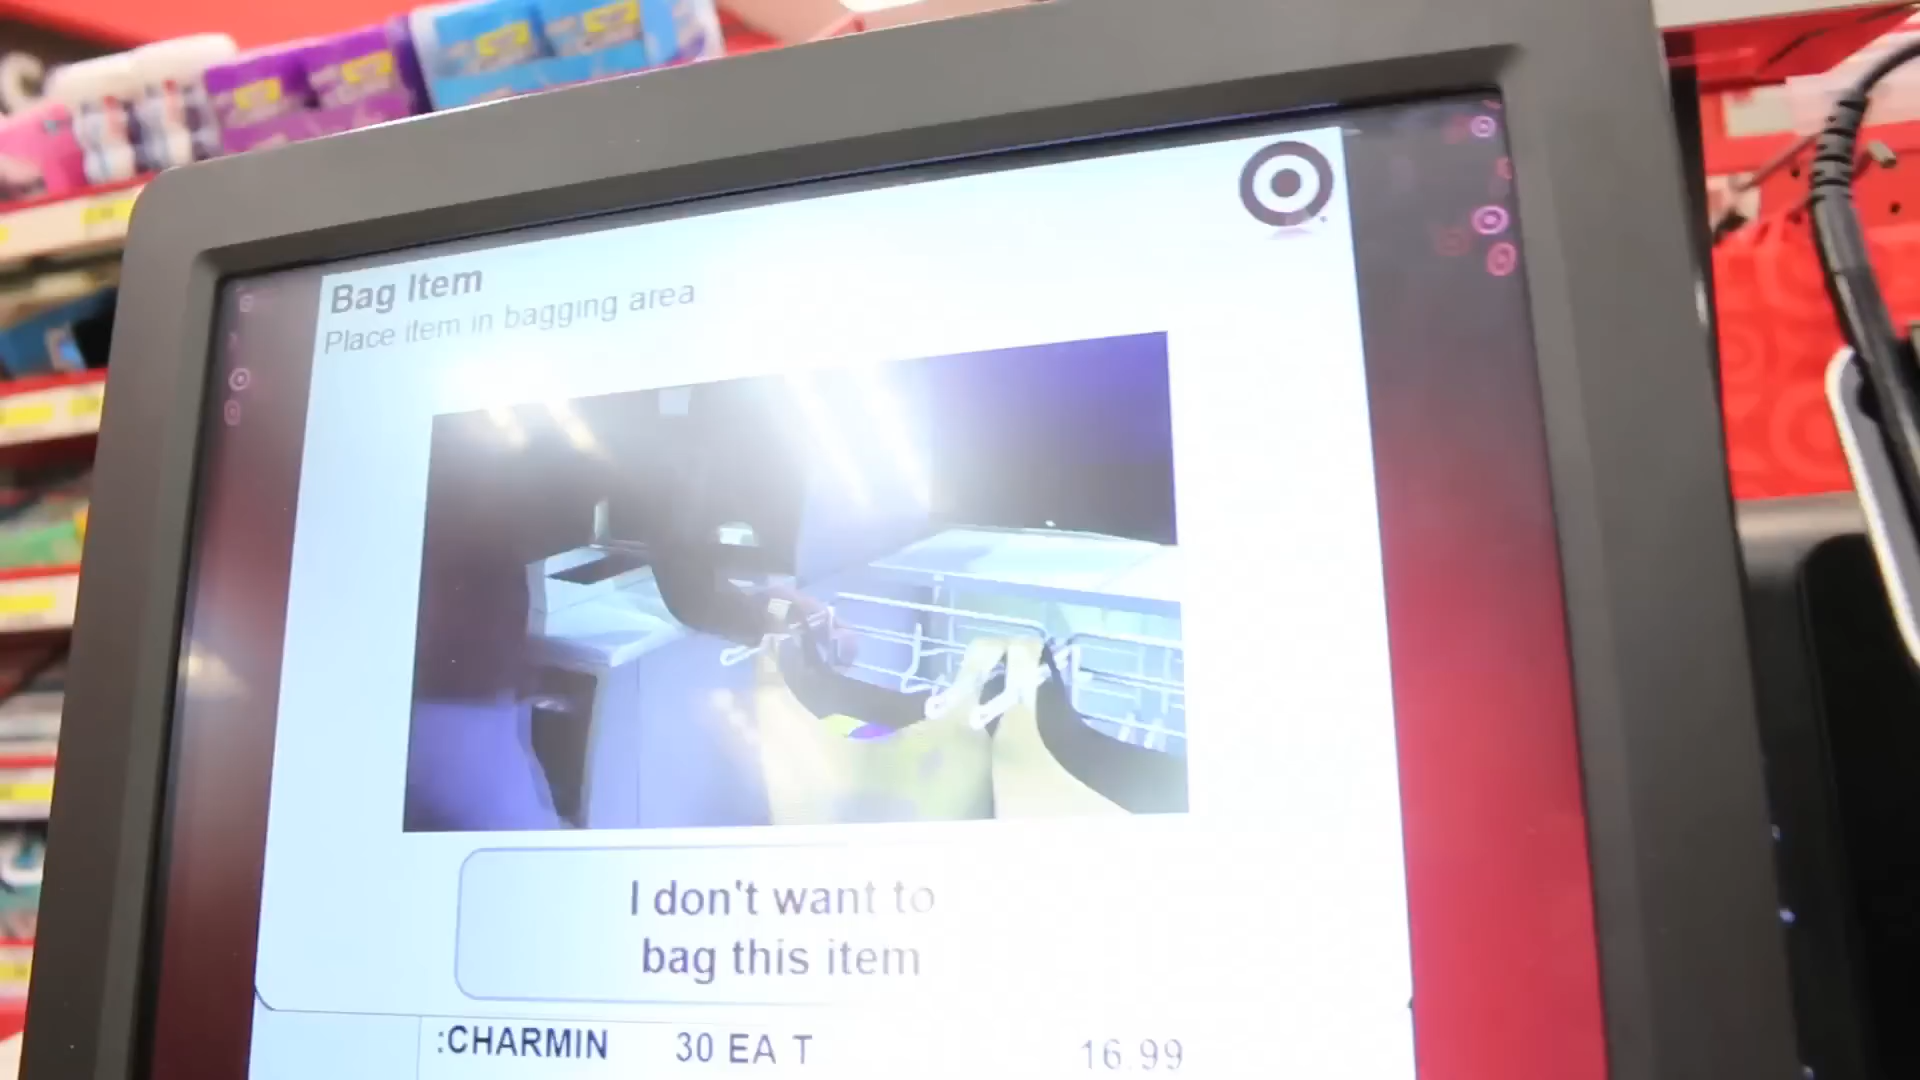 Bag Item
Place item in bagging area
I don't want to
bag this item
:CHARMIN 30 EA T 16.99